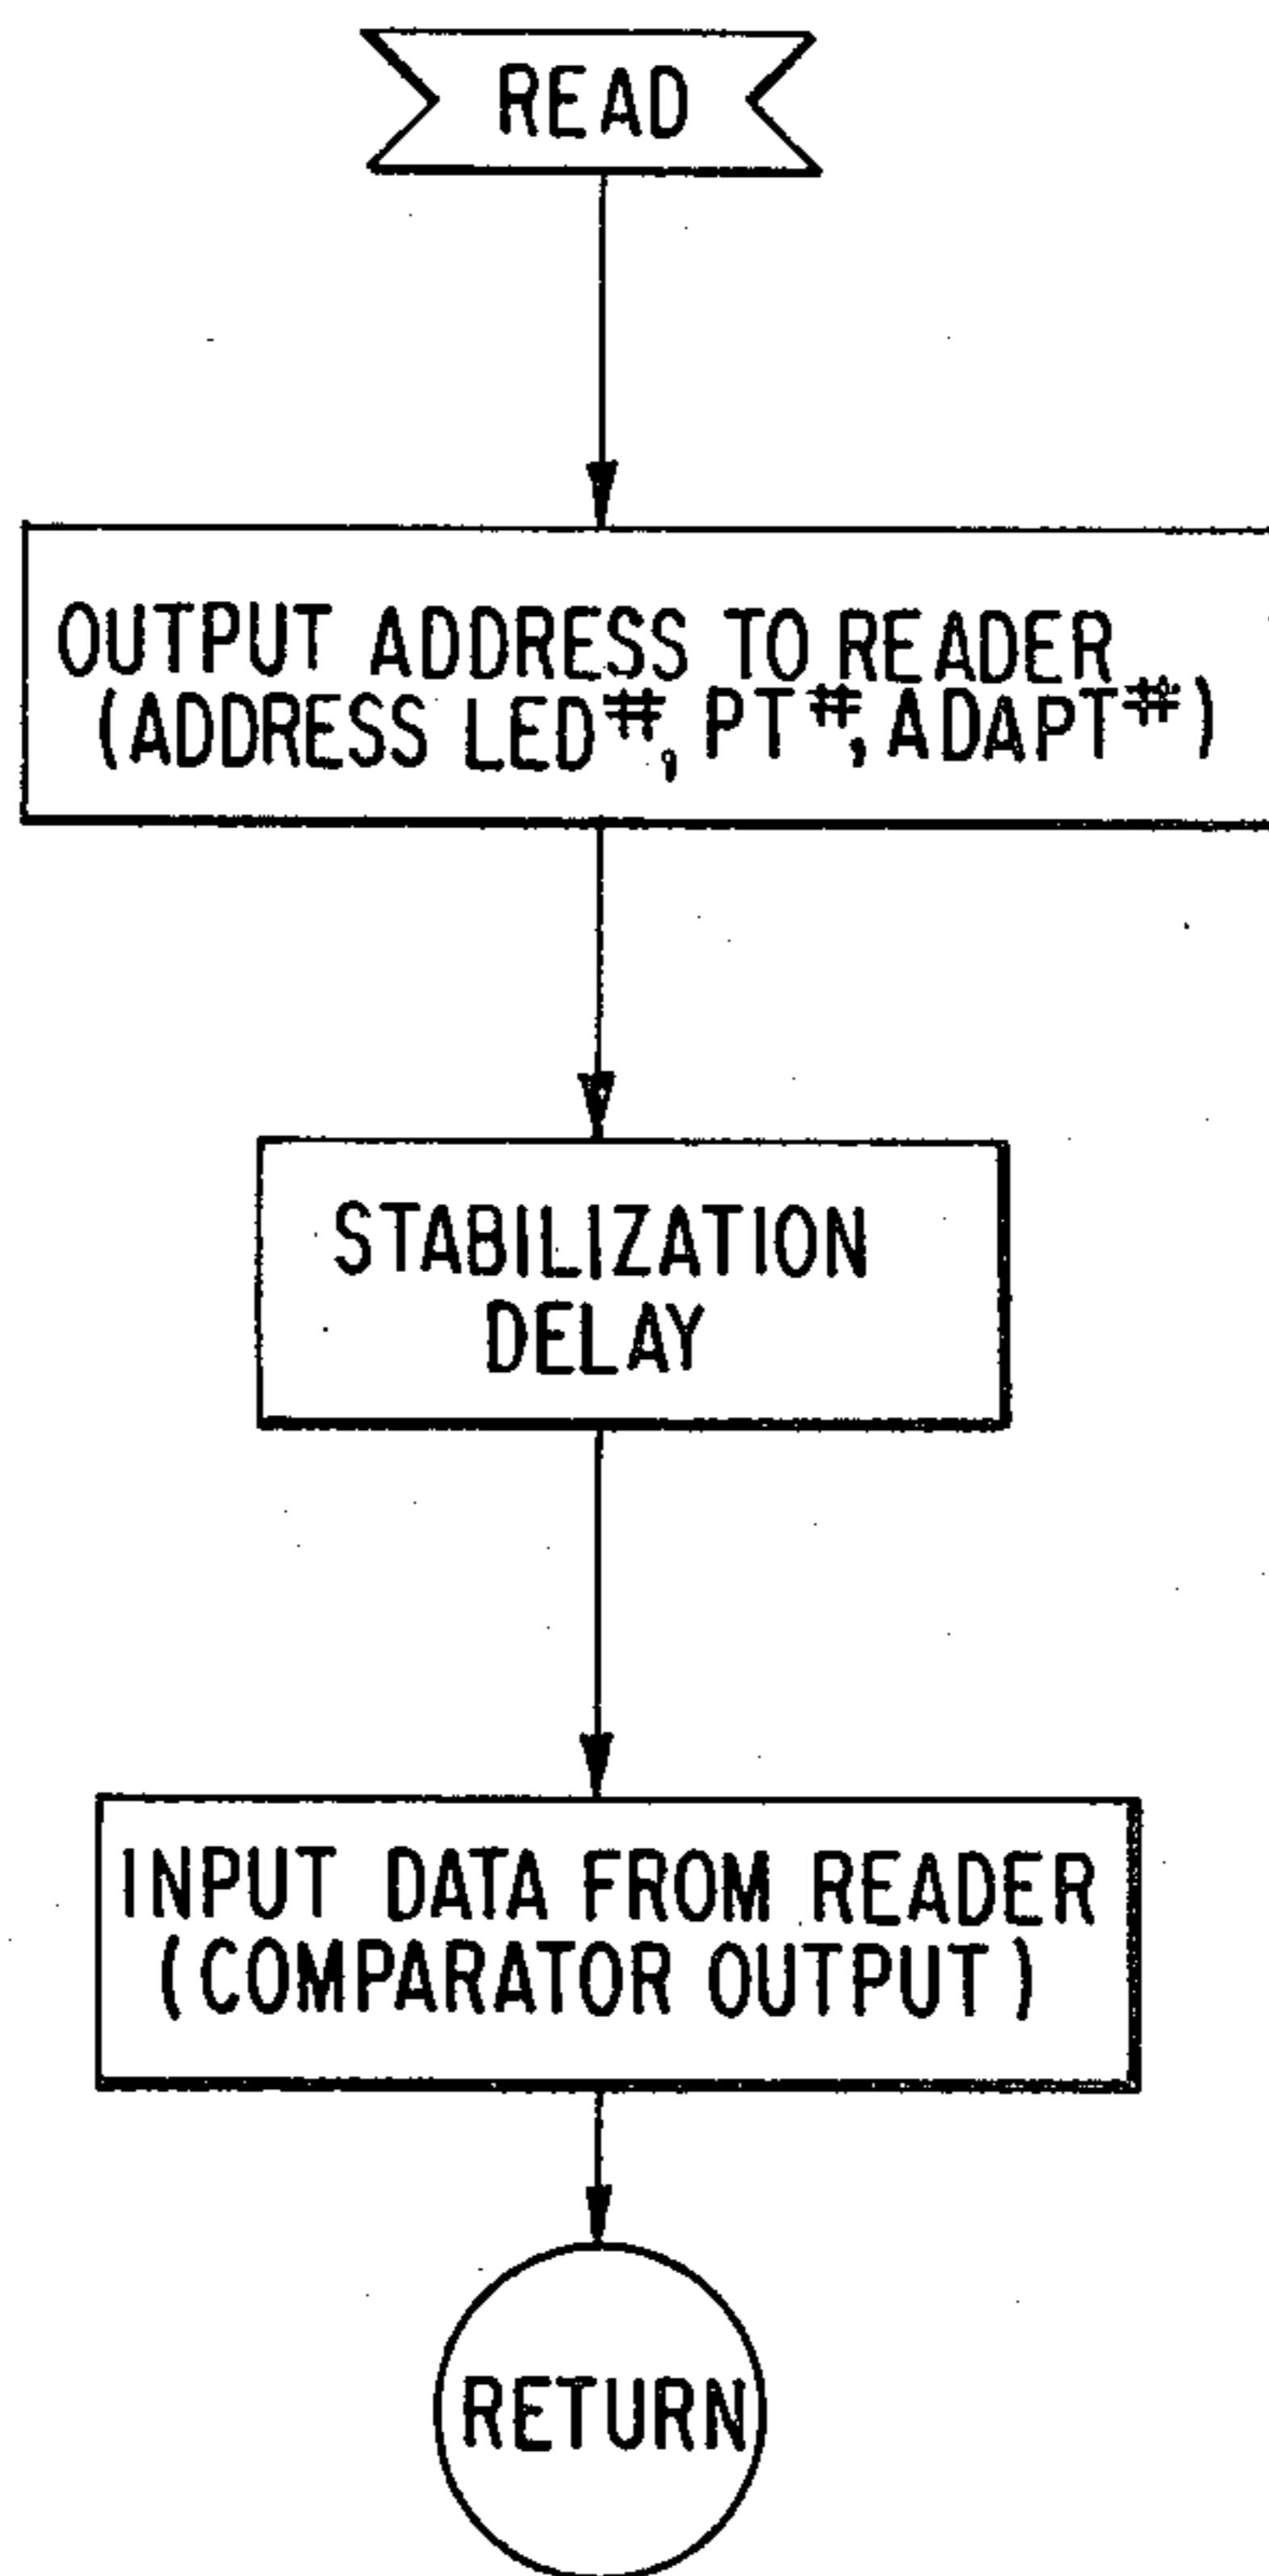 READ
OUTPUT ADDRESS TO READER
(ADDRESS LED#, PT#, ADAPT#)
STABILIZATION
DELAY
INPUT DATA FROM READER
(COMPARATOR OUTPUT)
RETURN